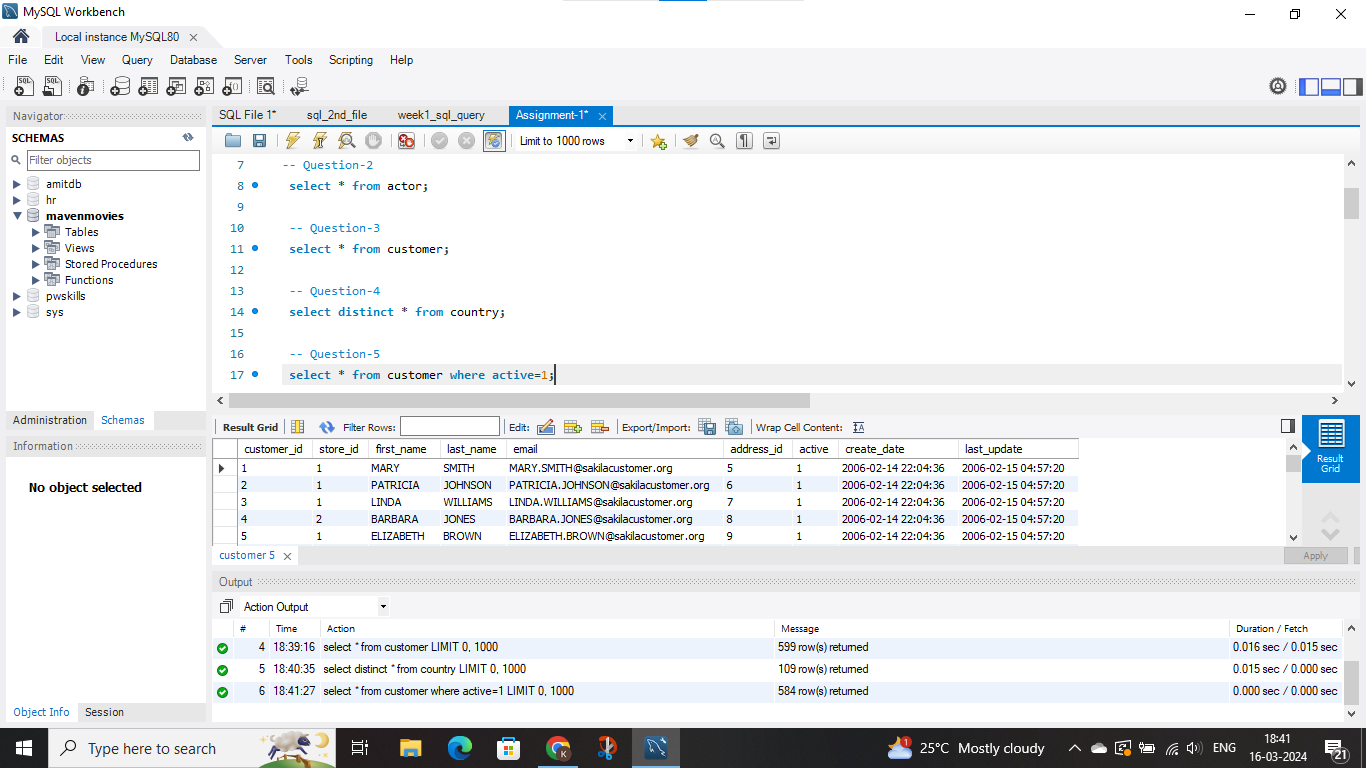 MySQL Workbench
Local instance MySQL80
File Edit View Query Database Server Tools Scripting Help
Navigator
SCHEMAS
Filter objects
amitdb
hr
mavenmovies
Tables
Views
Stored Procedures
Functions
pwskills
sys
Administration Schemas
Information
No object selected
Object Info Session
SQL File 1* sql_2nd_file week1_sql_query Assignment-1*
Limit to 1000 rows
7 -- Question-2
8 select * from actor;
9
10 -- Question-3
11 select * from customer;
12
13 -- Question-4
14 select distinct * from country;
15
16 -- Question-5
17 select * from customer where active=1;
Result Grid Filter Rows: Edit: Export/Import: Wrap Cell Content:
customer_id store_id first_name last_name email address_id active create_date last_update
1 1 MARY SMITH MARY.SMITH@sakilacustomer.org 5 1 2006-02-14 22:04:36 2006-02-15 04:57:20
2 1 PATRICIA JOHNSON PATRICIA.JOHNSON@sakilacustomer.org 6 1 2006-02-14 22:04:36 2006-02-15 04:57:20
3 1 LINDA WILLIAMS LINDA.WILLIAMS@sakilacustomer.org 7 1 2006-02-14 22:04:36 2006-02-15 04:57:20
4 2 BARBARA JONES BARBARA.JONES@sakilacustomer.org 8 1 2006-02-14 22:04:36 2006-02-15 04:57:20
5 1 ELIZABETH BROWN ELIZABETH.BROWN@sakilacustomer.org 9 1 2006-02-14 22:04:36 2006-02-15 04:57:20
Result
Grid
customer 5
Apply
Output
Action Output
# Time Action Message Duration / Fetch
4 18:39:16 select * from customer LIMIT 0, 1000 599 row(s) returned 0.016 sec / 0.015 sec
5 18:40:35 select distinct * from country LIMIT 0, 1000 109 row(s) returned 0.015 sec / 0.000 sec
6 18:41:27 select * from customer where active=1 LIMIT 0, 1000 584 row(s) returned 0.000 sec / 0.000 sec
Type here to search
1
25°C Mostly cloudy
ENG
18:41
16-03-2024
21